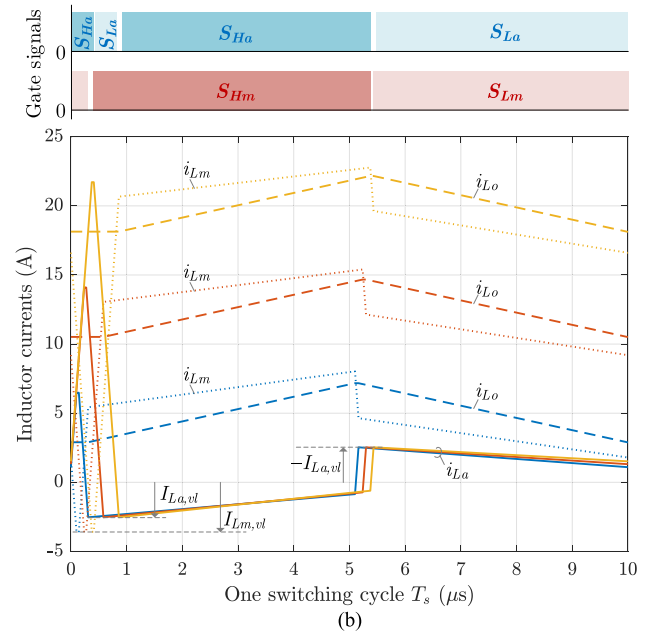 Gate signals
0
S_Ha
S_La
S_Ha
S_La
0
S_Hm
S_Lm
Inductor currents (A)
25
20
15
10
5
0
-5
i_Lm
i_Lo
i_Lm
i_Lo
i_Lm
i_Lo
−I_La,vl
i_La
I_La,vl
I_Lm,vl
0 1 2 3 4 5 6 7 8 9 10
One switching cycle T_s (μs)
(b)